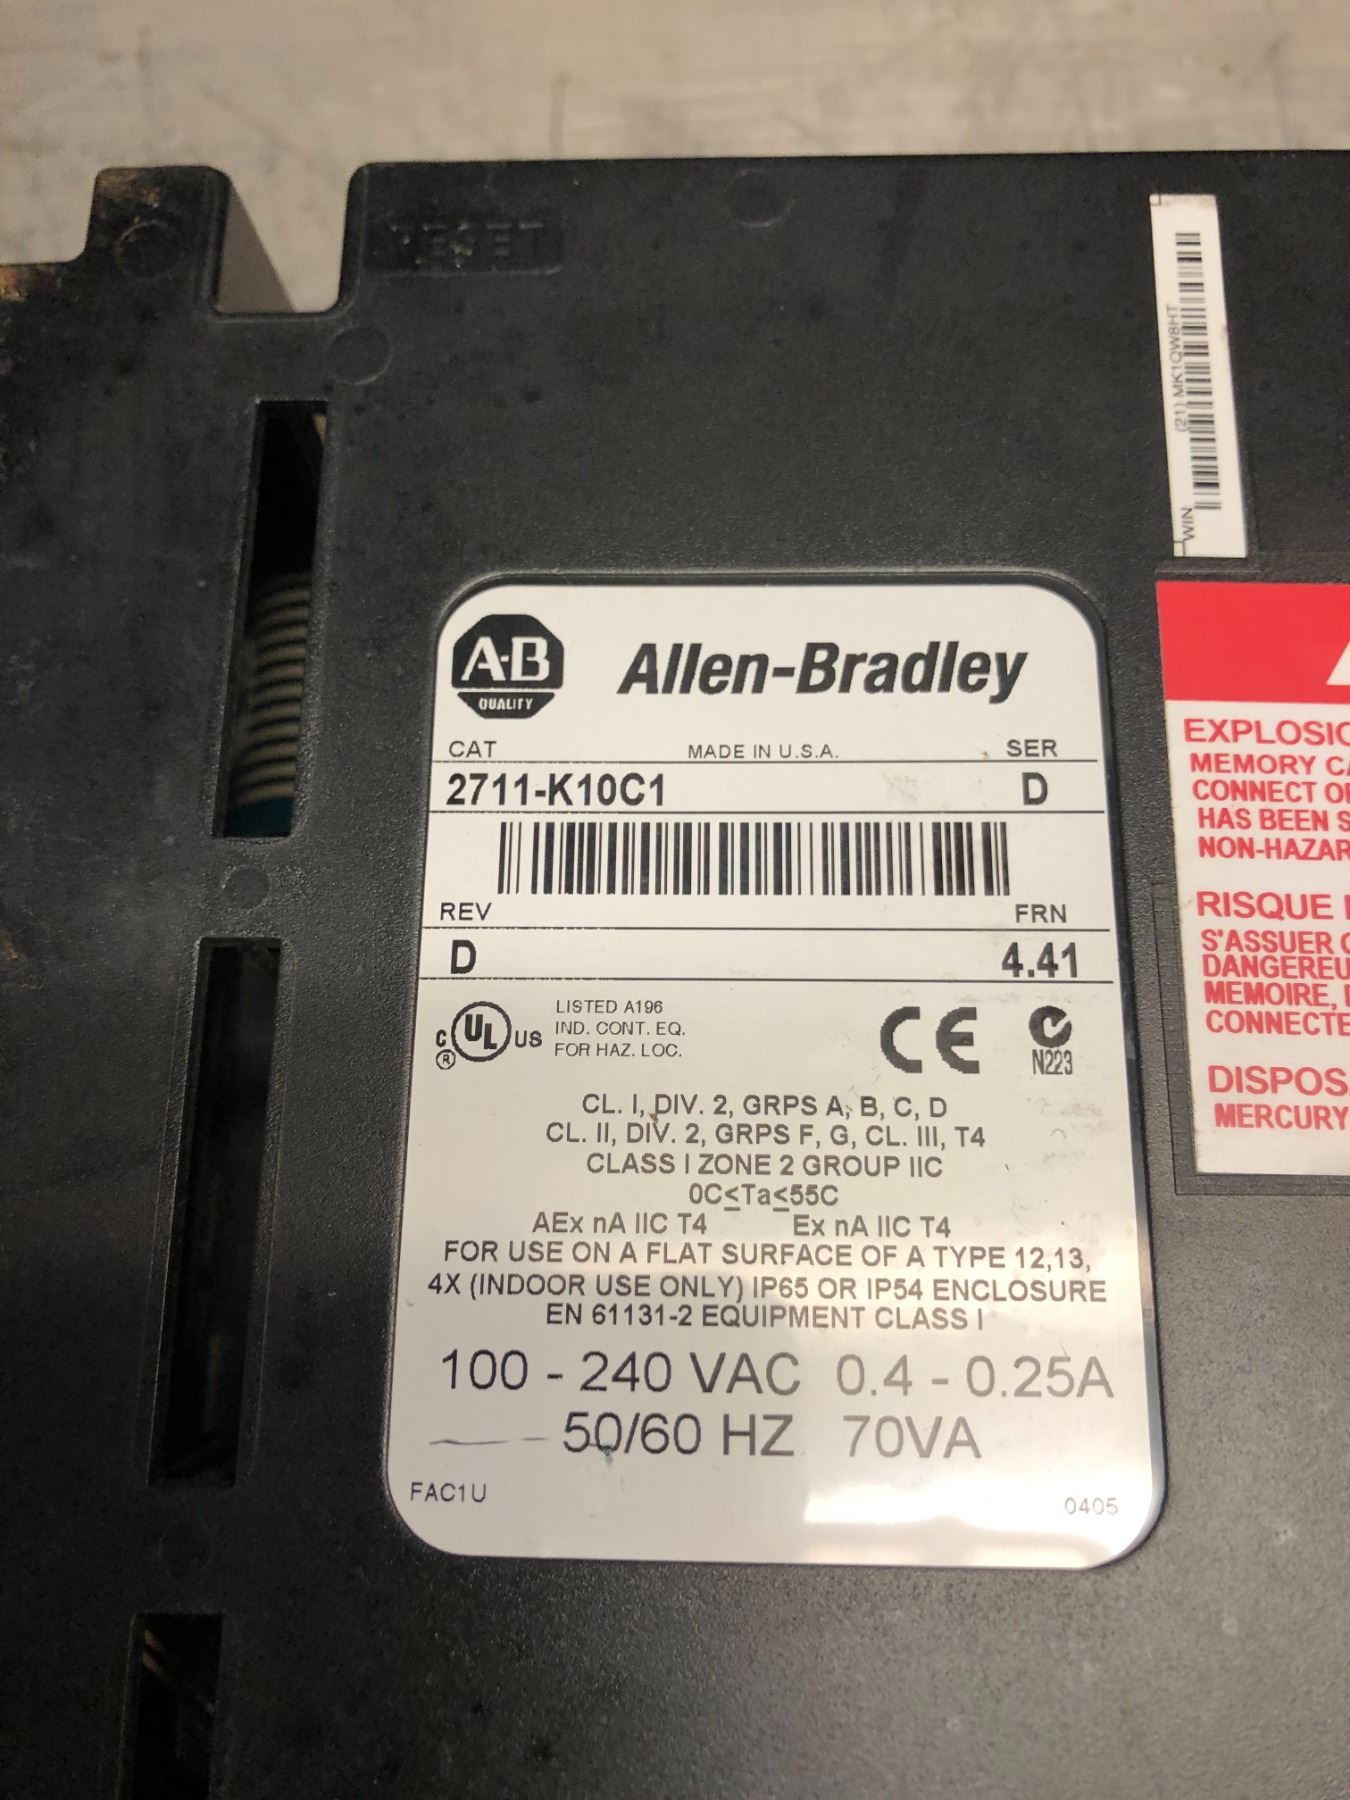 RESET
(21) MK1QW8HT
WIN
A-B
QUALITY
Allen-Bradley
CAT MADE IN U.S.A. SER
2711-K10C1 D
REV FRN
D 4.41
C UL US ®
LISTED A196
IND. CONT. EQ.
FOR HAZ. LOC.
CE
N223
CL. I, DIV. 2, GRPS A, B, C, D
CL. II, DIV. 2, GRPS F, G, CL. III, T4
CLASS I ZONE 2 GROUP IIC
0C≤Ta≤55C
AEx nA IIC T4 Ex nA IIC T4
FOR USE ON A FLAT SURFACE OF A TYPE 12,13,
4X (INDOOR USE ONLY) IP65 OR IP54 ENCLOSURE
EN 61131-2 EQUIPMENT CLASS I
100 - 240 VAC 0.4 - 0.25A
50/60 HZ 70VA
FAC1U 0405
EXPLOSIO
MEMORY CA
CONNECT OR
HAS BEEN S
NON-HAZAR
RISQUE
S'ASSUER
DANGEREU
MEMOIRE,
CONNECTE
DISPOSA
MERCURY